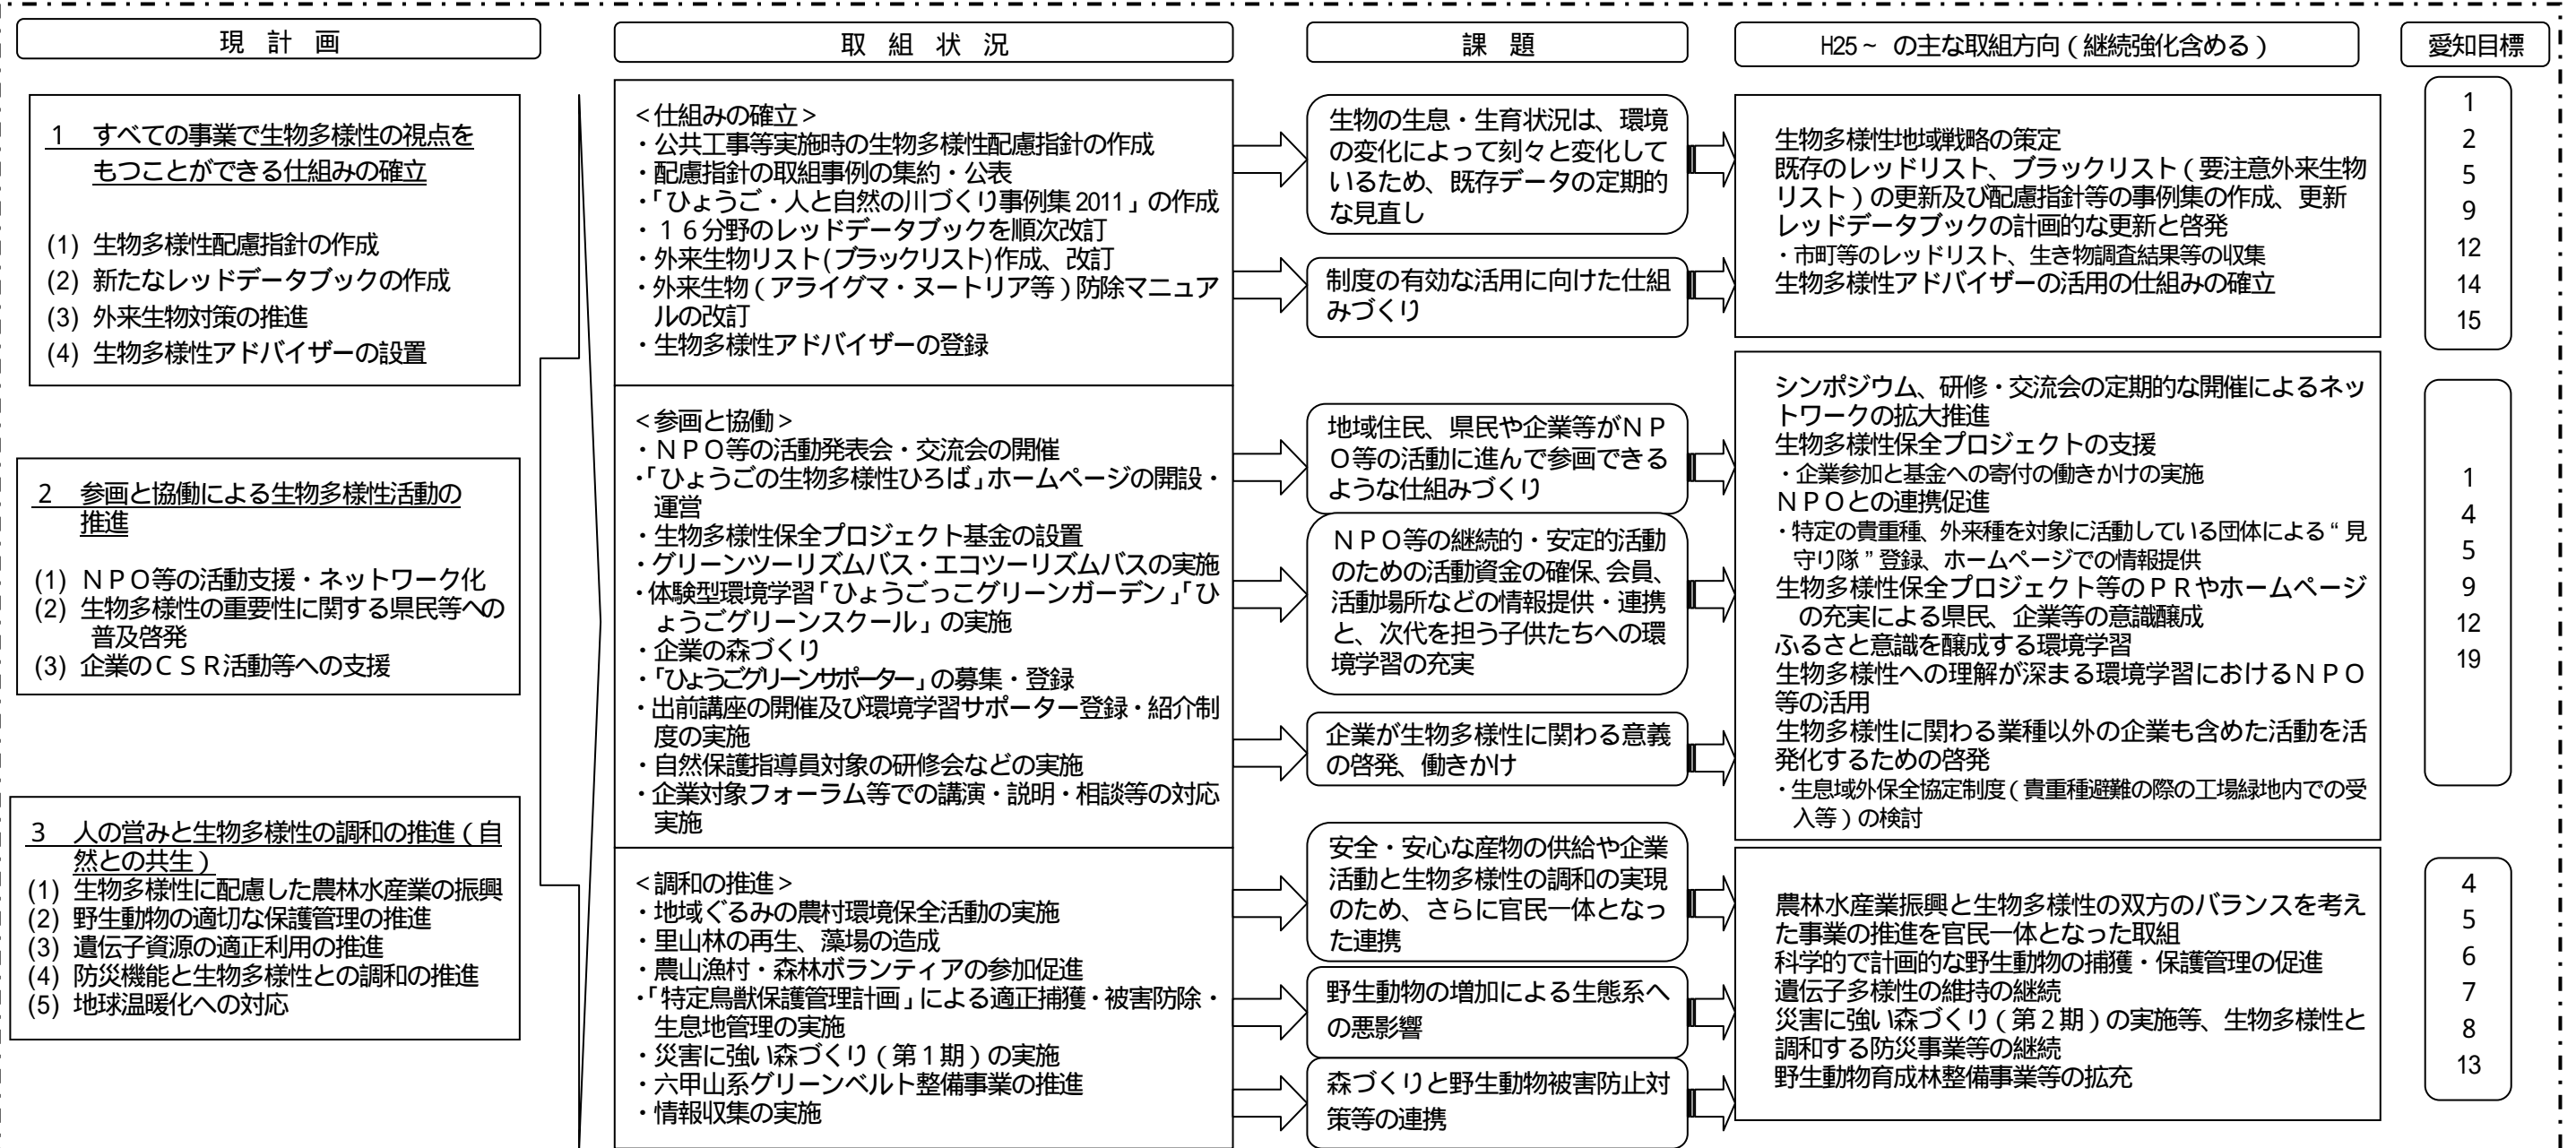 現 計 画
取 組 状 況
課 題
H25~ の主な取組方向(継続強化含める)
愛知目標
1 すべての事業で生物多様性の視点を
もつことができる仕組みの確立
(1) 生物多様性配慮指針の作成
(2) 新たなレッドデータブックの作成
(3) 外来生物対策の推進
(4) 生物多様性アドバイザーの設置
2 参画と協働による生物多様性活動の
推進
(1) NPO等の活動支援・ネットワーク化
(2) 生物多様性の重要性に関する県民等への
普及啓発
(3) 企業のCSR活動等への支援
3 人の営みと生物多様性の調和の推進(自
然との共生)
(1) 生物多様性に配慮した農林水産業の振興
(2) 野生動物の適切な保護管理の推進
(3) 遺伝子資源の適正利用の推進
(4) 防災機能と生物多様性との調和の推進
(5) 地球温暖化への対応
<仕組みの確立>
・公共工事等実施時の生物多様性配慮指針の作成
・配慮指針の取組事例の集約・公表
・「ひょうご・人と自然の川づくり事例集2011」の作成
・16分野のレッドデータブックを順次改訂
・外来生物リスト(ブラックリスト)作成、改訂
・外来生物(アライグマ・ヌートリア等)防除マニュア
ルの改訂
・生物多様性アドバイザーの登録
<参画と協働>
・NPO等の活動発表会・交流会の開催
・「ひょうごの生物多様性ひろば」ホームページの開設・
運営
・生物多様性保全プロジェクト基金の設置
・グリーンツーリズムバス・エコツーリズムバスの実施
・体験型環境学習「ひょうごっこグリーンガーデン」「ひ
ょうごグリーンスクール」の実施
・企業の森づくり
・「ひょうごグリーンサポーター」の募集・登録
・出前講座の開催及び環境学習サポーター登録・紹介制
度の実施
・自然保護指導員対象の研修会などの実施
・企業対象フォーラム等での講演・説明・相談等の対応
実施
<調和の推進>
・地域ぐるみの農村環境保全活動の実施
・里山林の再生、藻場の造成
・農山漁村・森林ボランティアの参加促進
・「特定鳥獣保護管理計画」による適正捕獲・被害防除・
生息地管理の実施
・災害に強い森づくり(第1期)の実施
・六甲山系グリーンベルト整備事業の推進
・情報収集の実施
生物の生息・生育状況は、環境
の変化によって刻々と変化して
いるため、既存データの定期的
な見直し
制度の有効な活用に向けた仕組
みづくり
地域住民、県民や企業等がNP
O等の活動に進んで参画できる
ような仕組みづくり
NPO等の継続的・安定的活動
のための活動資金の確保、会員、
活動場所などの情報提供・連携
と、次代を担う子供たちへの環
境学習の充実
企業が生物多様性に関わる意義
の啓発、働きかけ
安全・安心な産物の供給や企業
活動と生物多様性の調和の実現
のため、さらに官民一体となっ
た連携
野生動物の増加による生態系へ
の悪影響
森づくりと野生動物被害防止対
策等の連携
生物多様性地域戦略の策定
既存のレッドリスト、ブラックリスト(要注意外来生物
リスト)の更新及び配慮指針等の事例集の作成、更新
レッドデータブックの計画的な更新と啓発
・市町等のレッドリスト、生き物調査結果等の収集
生物多様性アドバイザーの活用の仕組みの確立
シンポジウム、研修・交流会の定期的な開催によるネッ
トワークの拡大推進
生物多様性保全プロジェクトの支援
・企業参加と基金への寄付の働きかけの実施
NPOとの連携促進
・特定の貴重種、外来種を対象に活動している団体による“見
守り隊”登録、ホームページでの情報提供
生物多様性保全プロジェクト等のPRやホームページ
の充実による県民、企業等の意識醸成
ふるさと意識を醸成する環境学習
生物多様性への理解が深まる環境学習におけるNPO
等の活用
生物多様性に関わる業種以外の企業も含めた活動を活
発化するための啓発
・生息域外保全協定制度(貴重種避難の際の工場緑地内での受
入等)の検討
農林水産業振興と生物多様性の双方のバランスを考え
た事業の推進を官民一体となった取組
科学的で計画的な野生動物の捕獲・保護管理の促進
遺伝子多様性の維持の継続
災害に強い森づくり(第2期)の実施等、生物多様性と
調和する防災事業等の継続
野生動物育成林整備事業等の拡充
1
2
5
9
12
14
15
1
4
5
9
12
19
4
5
6
7
8
13